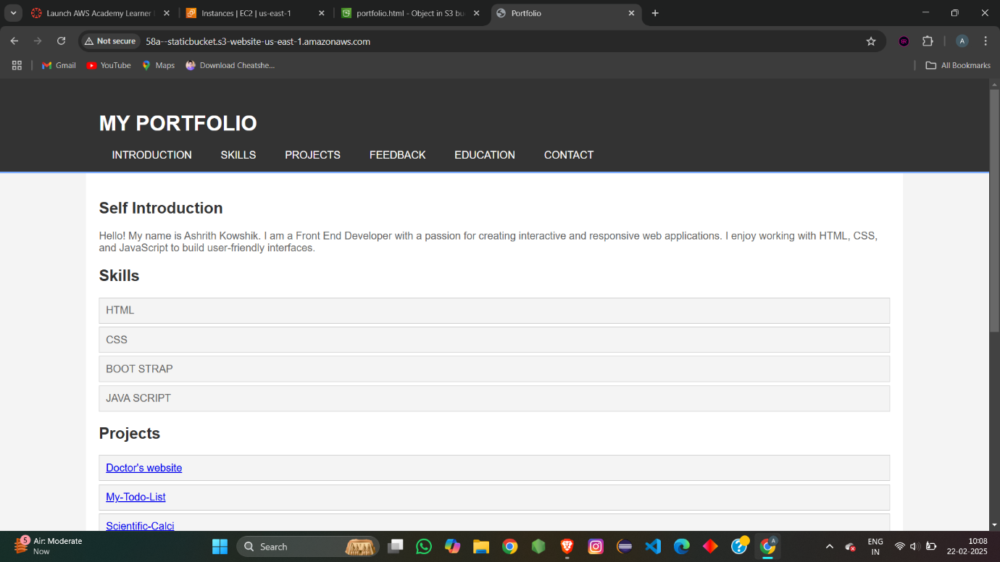 Launch AWS Academy Learner
Instances | EC2 | us-east-1
portfolio.html - Object in S3 bu
Portfolio
Not secure
58a--staticbucket.s3-website-us-east-1.amazonaws.com
A
Gmail
YouTube
Maps
Download Cheatshe...
All Bookmarks
MY PORTFOLIO
INTRODUCTION SKILLS PROJECTS FEEDBACK EDUCATION CONTACT
Self Introduction
Hello! My name is Ashrith Kowshik. I am a Front End Developer with a passion for creating interactive and responsive web applications. I enjoy working with HTML, CSS,
and JavaScript to build user-friendly interfaces.
Skills
HTML
CSS
BOOT STRAP
JAVA SCRIPT
Projects
Doctor's website
My-Todo-List
Scientific-Calci
5
Air: Moderate
Now
Search
A
ENG
IN
10:08
22-02-2025